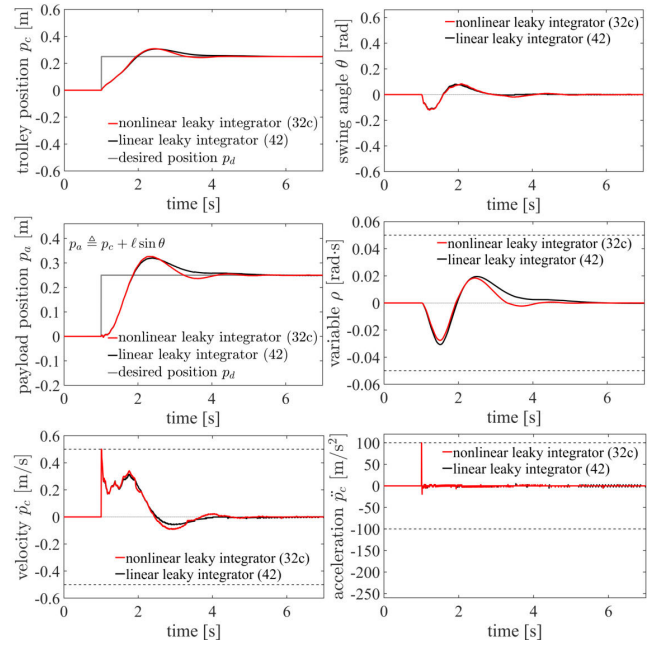 trolley position p_c [m]
0.6
0.4
0.2
0
-0.2
-0.4
0.6
nonlinear leaky integrator (32c)
linear leaky integrator (42)
desired position p_d
0
2
4
6
time [s]
swing angle θ [rad]
0.6
0.4
0.2
0
-0.2
-0.4
-0.6
nonlinear leaky integrator (32c)
linear leaky integrator (42)
0
2
4
6
time [s]
payload position p_a [m]
0.4
0.3
0.2
0.1
0
-0.1
0.2
p_a ≜ p_c + ℓ sin θ
nonlinear leaky integrator (32c)
linear leaky integrator (42)
desired position p_d
0
2
4
6
time [s]
variable ρ [rad·s]
0.06
0.04
0.02
0
-0.02
-0.04
-0.06
nonlinear leaky integrator (32c)
linear leaky integrator (42)
0
2
4
6
time [s]
velocity ṗ_c [m/s]
0.6
0.4
0.2
0
-0.2
-0.4
-0.6
nonlinear leaky integrator (32c)
linear leaky integrator (42)
0
2
4
6
time [s]
acceleration p̈_c [m/s²]
100
50
0
-50
-100
-150
-200
-250
nonlinear leaky integrator (32c)
linear leaky integrator (42)
0
2
4
6
time [s]